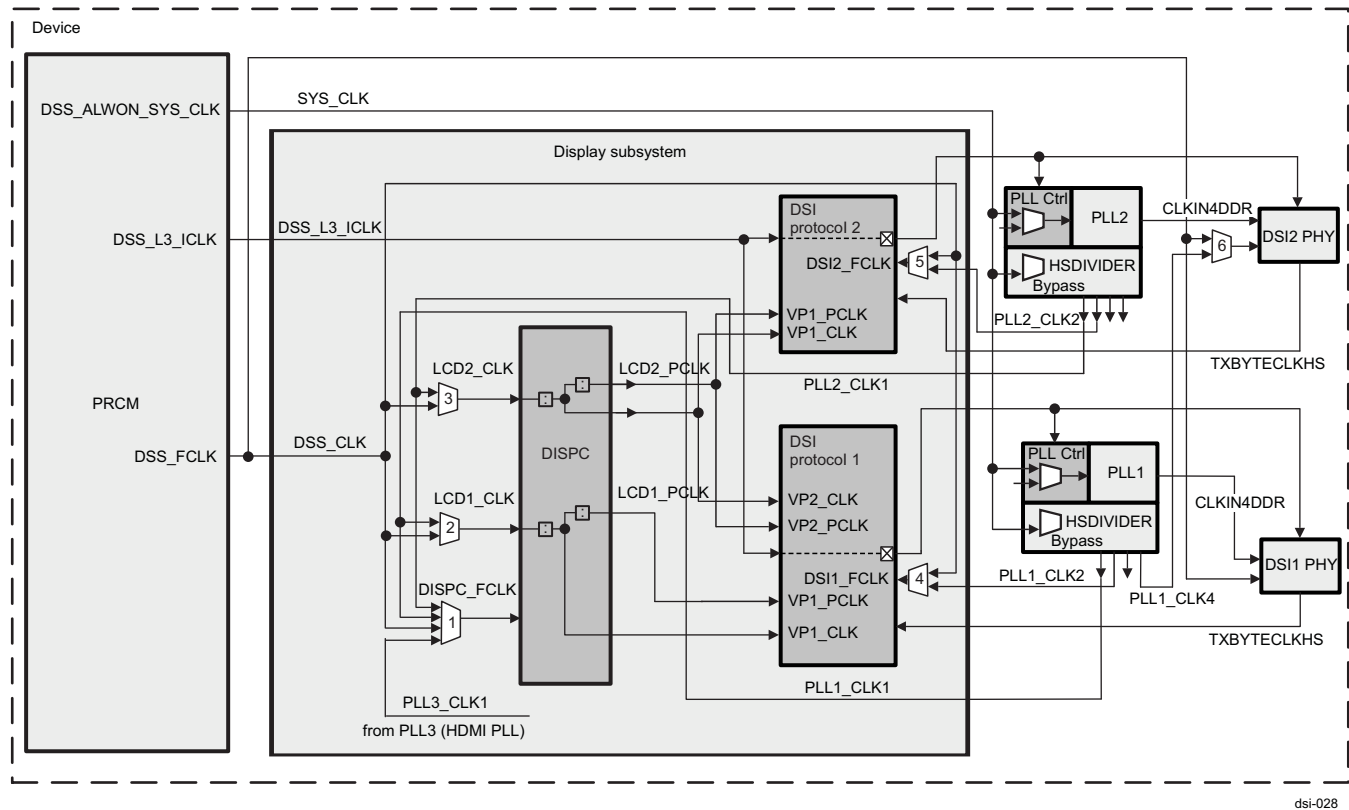 Device
DSS_ALWON_SYS_CLK
SYS_CLK
Display subsystem
DSI
protocol 2
PLL Ctrl
PLL2
CLKIN4DDR
DSI2 PHY
DSS_L3_ICLK
DSS_L3_ICLK
DSI2_FCLK
5
6
HSDIVIDER
Bypass
VP1_PCLK
VP1_CLK
PLL2_CLK2
TXBYTECLKHS
LCD2_CLK
LCD2_PCLK
PLL2_CLK1
3
:
:
PRCM
DSS_FCLK
DSS_CLK
DISPC
DSI
protocol 1
PLL Ctrl
PLL1
CLKIN4DDR
LCD1_CLK
LCD1_PCLK
VP2_CLK
VP2_PCLK
2
:
:
HSDIVIDER
Bypass
DSI1 PHY
DSI1_FCLK
4
PLL1_CLK2
PLL1_CLK4
DISPC_FCLK
VP1_PCLK
1
VP1_CLK
TXBYTECLKHS
PLL1_CLK1
PLL3_CLK1
from PLL3 (HDMI PLL)
dsi-028